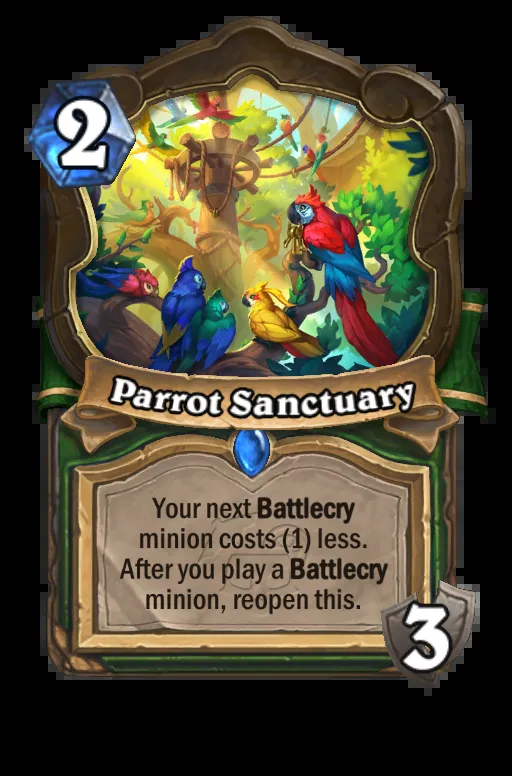 2
Parrot Sanctuary
Your next Battlecry
minion costs (1) less.
After you play a Battlecry
minion, reopen this.
3